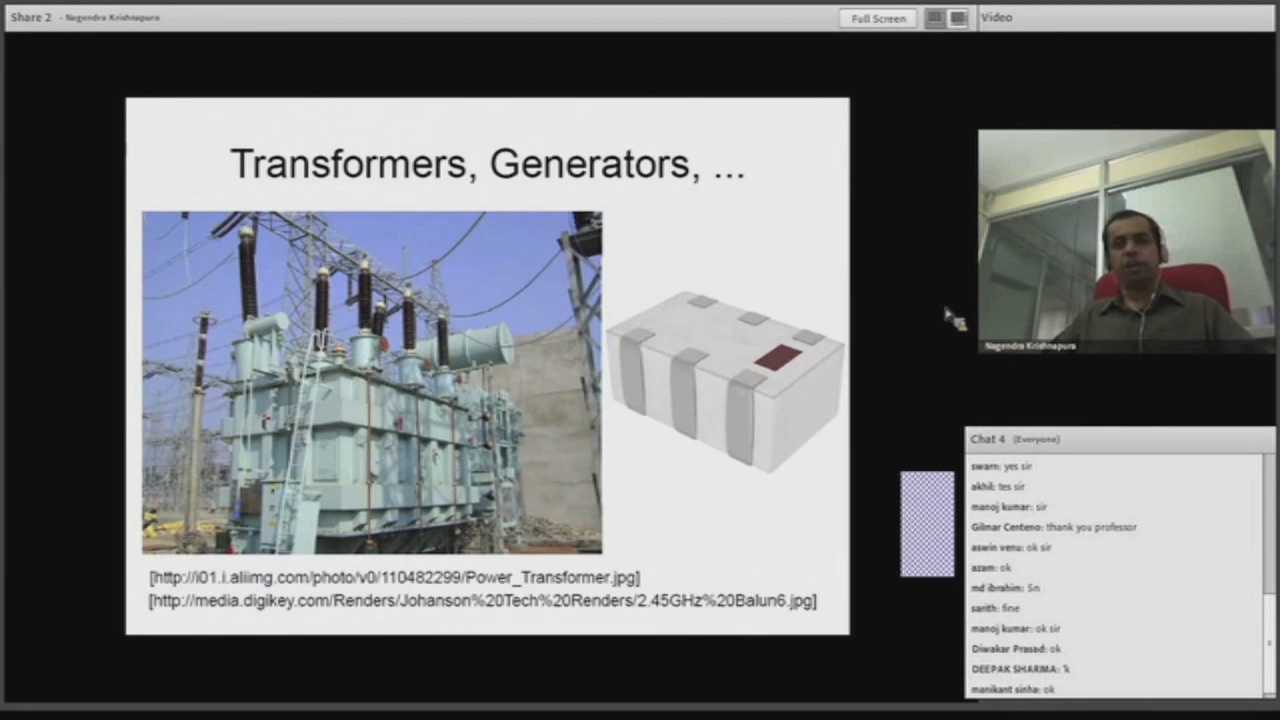 Share 2 - Nagendra Krishnapura
Full Screen
Video
Transformers, Generators, ...
[http://i01.i.aliimg.com/photo/v0/110482299/Power_Transformer.jpg]
[http://media.digikey.com/Renders/Johanson%20Tech%20Renders/2.45GHz%20Balun6.jpg]
Nagendra Krishnapura
Chat 4 (Everyone)
swarn: yes sir
akhil: tes sir
manoj kumar: sir
Gilmar Centeno: thank you professor
aswin venu: ok sir
azam: ok
md ibrahim: Sn
sarith: fine
manoj kumar: ok sir
Diwakar Prasad: ok
DEEPAK SHARMA: 'k
manikant sinha: ok